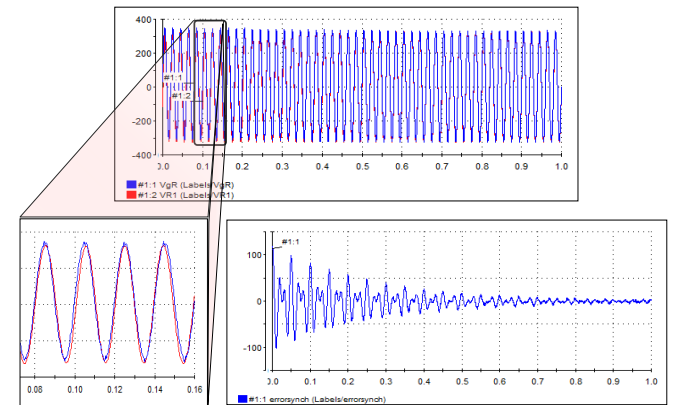 400
200
0
-200
-400
#1:1
#1:2
0.0 0.1 0.2 0.3 0.4 0.5 0.6 0.7 0.8 0.9 1.0
#1:1 VgR (Labels/VgR)
#1:2 VR1 (Labels/VR1)
0.08 0.10 0.12 0.14 0.16
100
0
-100
#1:1
0.0 0.1 0.2 0.3 0.4 0.5 0.6 0.7 0.8 0.9 1.0
#1:1 errorsynch (Labels/errorsynch)